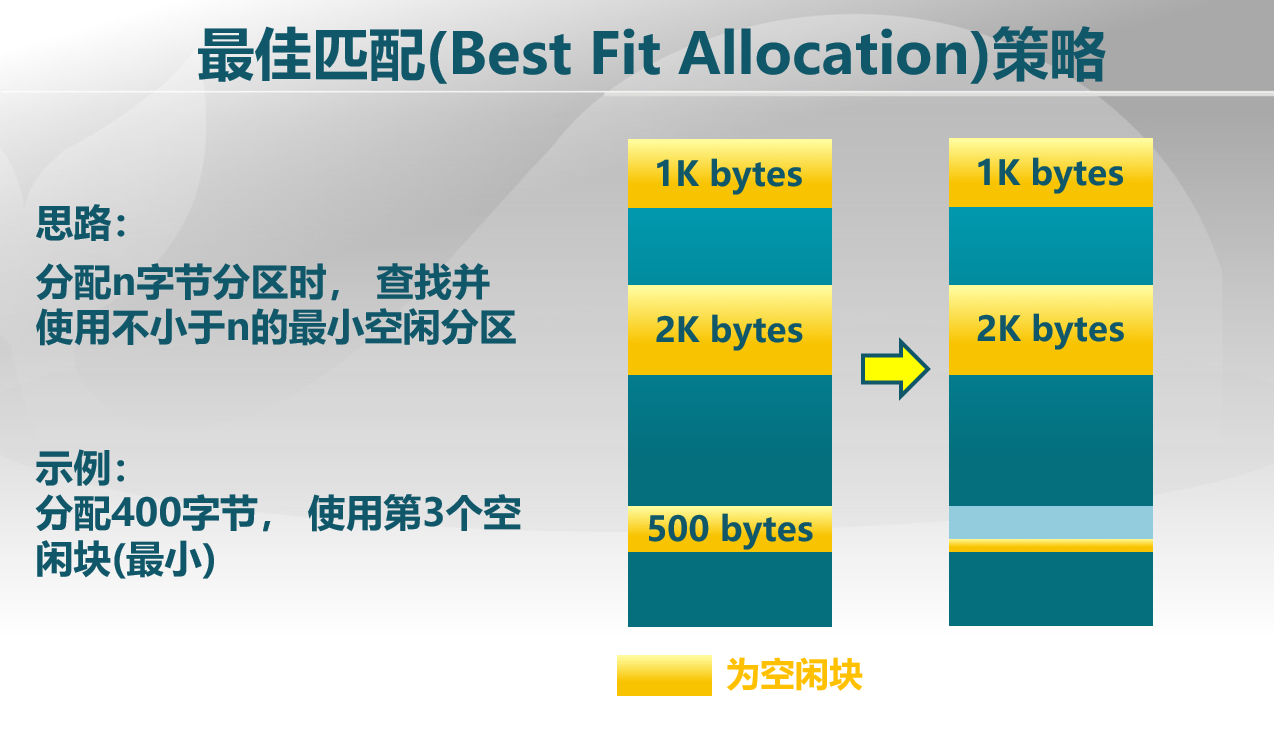 最佳匹配(Best Fit Allocation)策略
思路：
分配n字节分区时， 查找并
使用不小于n的最小空闲分区
示例：
分配400字节， 使用第3个空
闲块(最小)
1K bytes
2K bytes
500 bytes
1K bytes
2K bytes
为空闲块